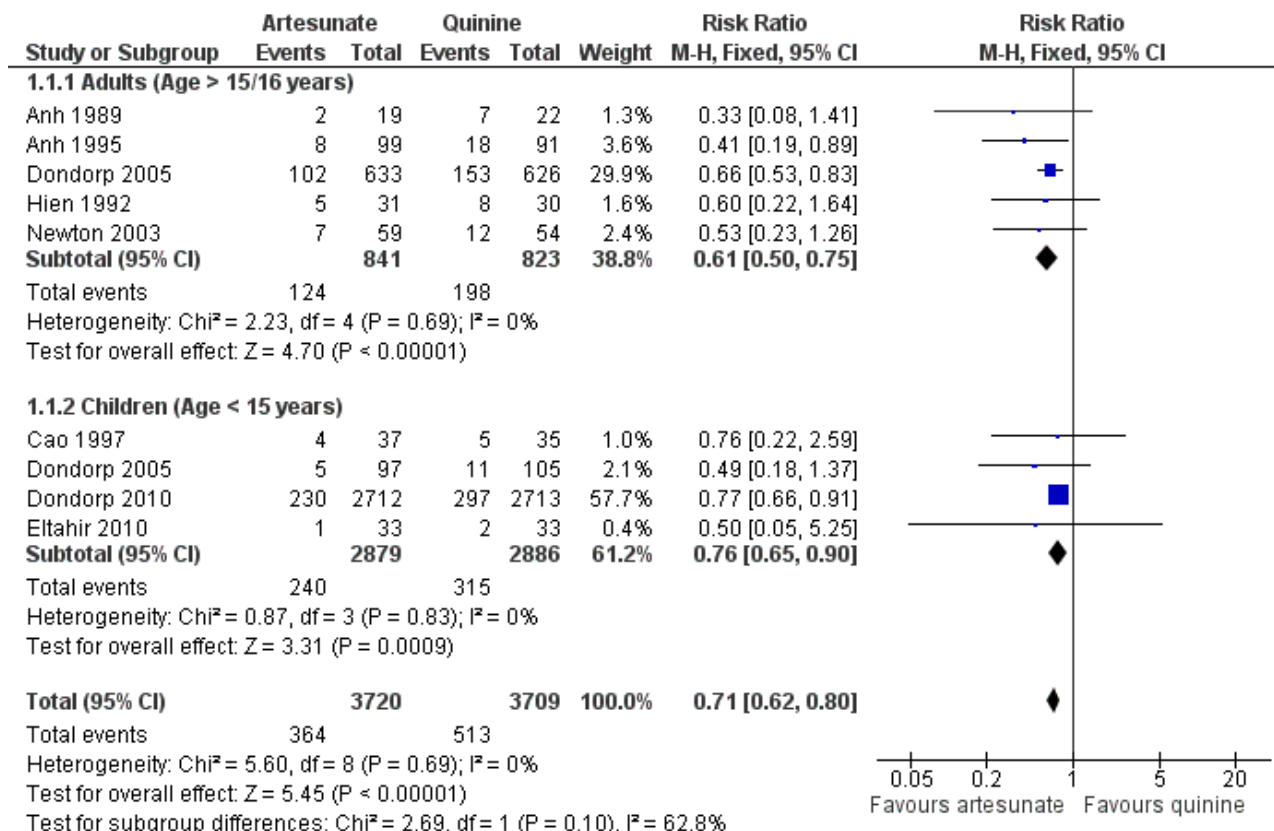 Artesunate Quinine Risk Ratio Risk Ratio
Study or Subgroup Events Total Events Total Weight M-H, Fixed, 95% CI M-H, Fixed, 95% CI
1.1.1 Adults (Age > 15/16 years)
Anh 1989 2 19 7 22 1.3% 0.33 [0.08, 1.41]
Anh 1995 8 99 18 91 3.6% 0.41 [0.19, 0.89]
Dondorp 2005 102 633 153 626 29.9% 0.66 [0.53, 0.83]
Hien 1992 5 31 8 30 1.6% 0.60 [0.22, 1.64]
Newton 2003 7 59 12 54 2.4% 0.53 [0.23, 1.26]
Subtotal (95% CI) 841 823 38.8% 0.61 [0.50, 0.75]
Total events 124 198
Heterogeneity: Chi² = 2.23, df = 4 (P = 0.69); I² = 0%
Test for overall effect: Z = 4.70 (P < 0.00001)
1.1.2 Children (Age < 15 years)
Cao 1997 4 37 5 35 1.0% 0.76 [0.22, 2.59]
Dondorp 2005 5 97 11 105 2.1% 0.49 [0.18, 1.37]
Dondorp 2010 230 2712 297 2713 57.7% 0.77 [0.66, 0.91]
Eltahir 2010 1 33 2 33 0.4% 0.50 [0.05, 5.25]
Subtotal (95% CI) 2879 2886 61.2% 0.76 [0.65, 0.90]
Total events 240 315
Heterogeneity: Chi² = 0.87, df = 3 (P = 0.83); I² = 0%
Test for overall effect: Z = 3.31 (P = 0.0009)
Total (95% CI) 3720 3709 100.0% 0.71 [0.62, 0.80]
Total events 364 513
Heterogeneity: Chi² = 5.60, df = 8 (P = 0.69); I² = 0%
Test for overall effect: Z = 5.45 (P < 0.00001)
Test for subgroup differences: Chi² = 2.69, df = 1 (P = 0.10), I² = 62.8%
0.05 0.2 1 5 20
Favours artesunate Favours quinine